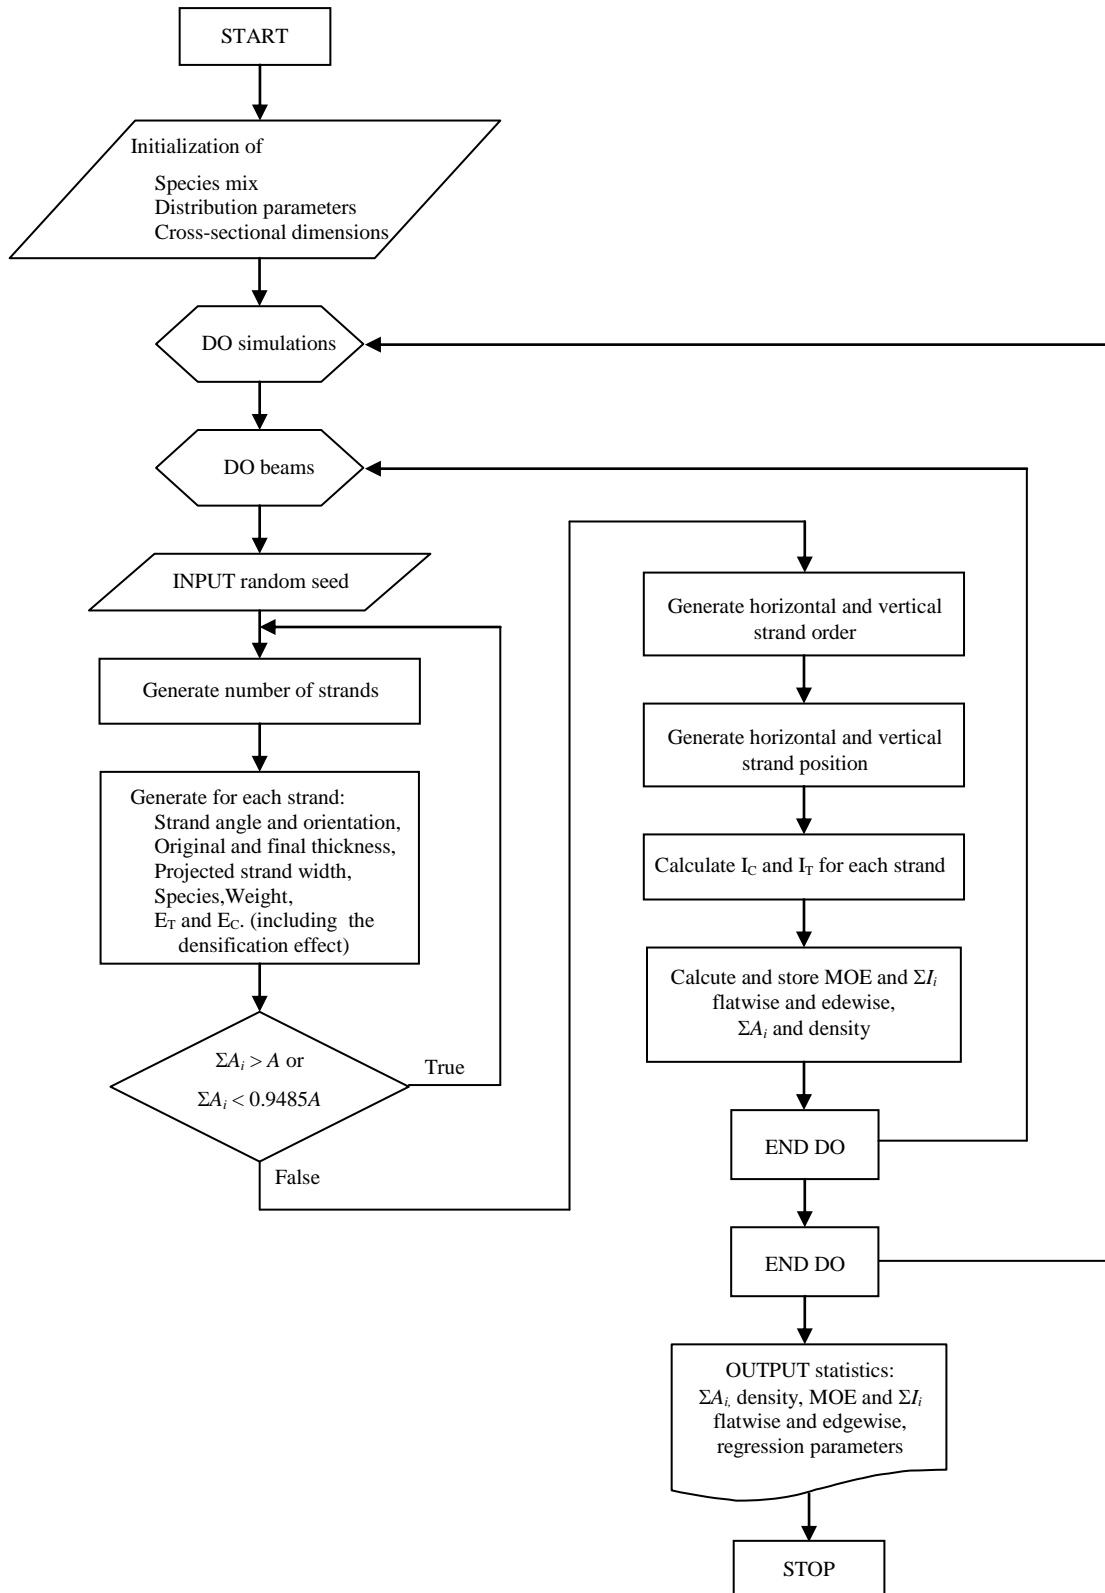 START
Initialization of
Species mix
Distribution parameters
Cross-sectional dimensions
DO simulations
DO beams
INPUT random seed
Generate number of strands
Generate for each strand:
Strand angle and orientation,
Original and final thickness,
Projected strand width,
Species,Weight,
E_T and E_C. (including the
densification effect)
ΣA_i > A or
ΣA_i < 0.9485A
True
False
Generate horizontal and vertical
strand order
Generate horizontal and vertical
strand position
Calculate I_C and I_T for each strand
Calcute and store MOE and ΣI_i
flatwise and edewise,
ΣA_i and density
END DO
END DO
OUTPUT statistics:
ΣA_i, density, MOE and ΣI_i
flatwise and edgewise,
regression parameters
STOP